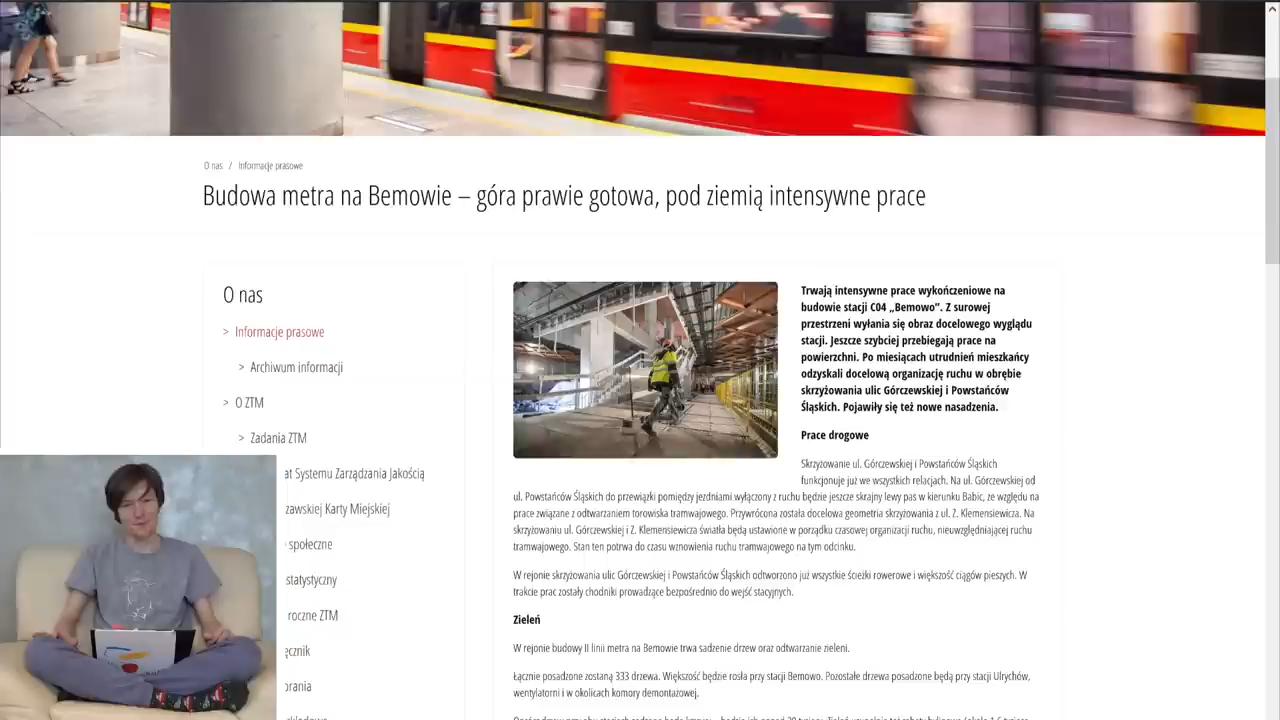 O nas / Informacje prasowe
Budowa metra na Bemowie – góra prawie gotowa, pod ziemią intensywne prace
O nas
> Informacje prasowe
> Archiwum informacji
> O ZTM
> Zadania ZTM
at Systemu Zarządzania Jakością
zawskiej Karty Miejskiej
społeczne
statystyczny
roczne ZTM
ęcznik
orania
Trwają intensywne prace wykończeniowe na
budowie stacji C04 „Bemowo”. Z surowej
przestrzeni wyłania się obraz docelowego wyglądu
stacji. Jeszcze szybciej przebiegają prace na
powierzchni. Po miesiącach utrudnień mieszkańcy
odzyskali docelową organizację ruchu w obrębie
skrzyżowania ulic Górczewskiej i Powstańców
Śląskich. Pojawiły się też nowe nasadzenia.
Prace drogowe
Skrzyżowanie ul. Górczewskiej i Powstańców Śląskich
funkcjonuje już we wszystkich relacjach. Na ul. Górczewskiej od
ul. Powstańców Śląskich do przewiązki pomiędzy jezdniami wyłączony z ruchu będzie jeszcze skrajny lewy pas w kierunku Babic, ze względu na
prace związane z odtwarzaniem torowiska tramwajowego. Przywrócona została docelowa geometria skrzyżowania z ul. Z. Klemensiewicza. Na
skrzyżowaniu ul. Górczewskiej i Z. Klemensiewicza światła będą ustawione w porządku czasowej organizacji ruchu, nieuwzględniającej ruchu
tramwajowego. Stan ten potrwa do czasu wznowienia ruchu tramwajowego na tym odcinku.
W rejonie skrzyżowania ulic Górczewskiej i Powstańców Śląskich odtworzono już wszystkie ścieżki rowerowe i większość ciągów pieszych. W
trakcie prac zostały chodniki prowadzące bezpośrednio do wejść stacyjnych.
Zieleń
W rejonie budowy II linii metra na Bemowie trwa sadzenie drzew oraz odtwarzanie zieleni.
Łącznie posadzone zostaną 333 drzewa. Większość będzie rosła przy stacji Bemowo. Pozostałe drzewa posadzone będą przy stacji Ulrychów,
wentylatorni i w okolicach komory demontażowej.